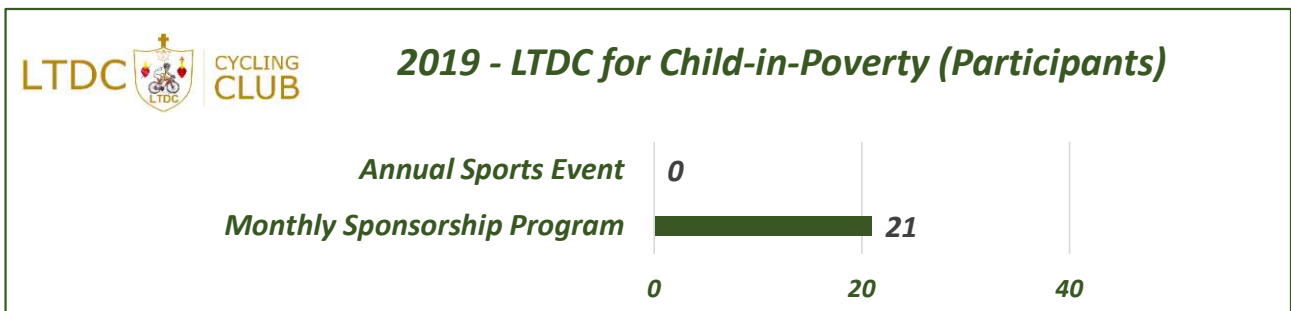 LTDC
LTDC
CYCLING
CLUB
2019 - LTDC for Child-in-Poverty (Participants)
Annual Sports Event 0
Monthly Sponsorship Program 21
0 20 40